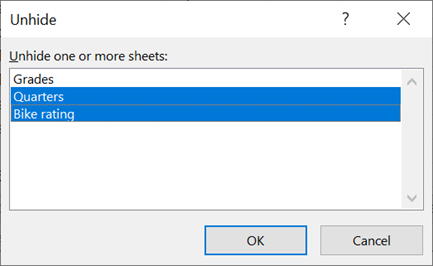 Unhide
?
Unhide one or more sheets:
Grades
Quarters
Bike rating
OK
Cancel